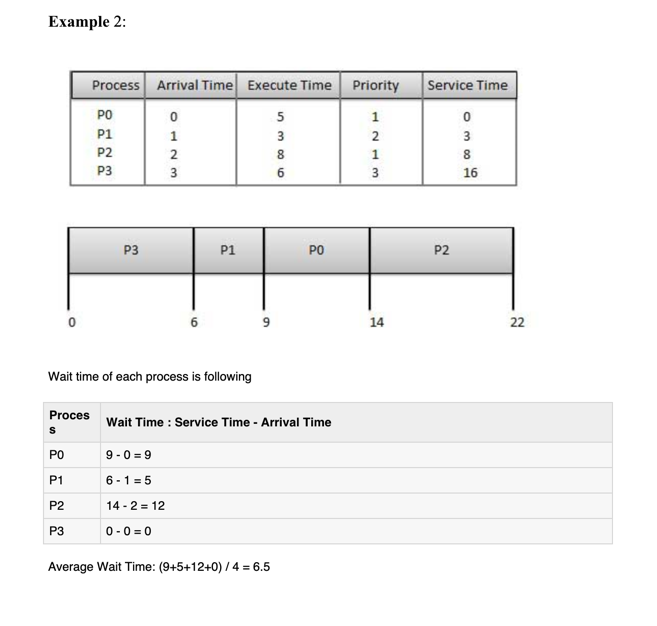 Example 2:
Process Arrival Time Execute Time Priority Service Time
P0 0 5 1 0
P1 1 3 2 3
P2 2 8 1 8
P3 3 6 3 16
P3 P1 P0 P2
0 6 9 14 22
Wait time of each process is following
Proces
s
Wait Time : Service Time - Arrival Time
P0 9 - 0 = 9
P1 6 - 1 = 5
P2 14 - 2 = 12
P3 0 - 0 = 0
Average Wait Time: (9+5+12+0) / 4 = 6.5